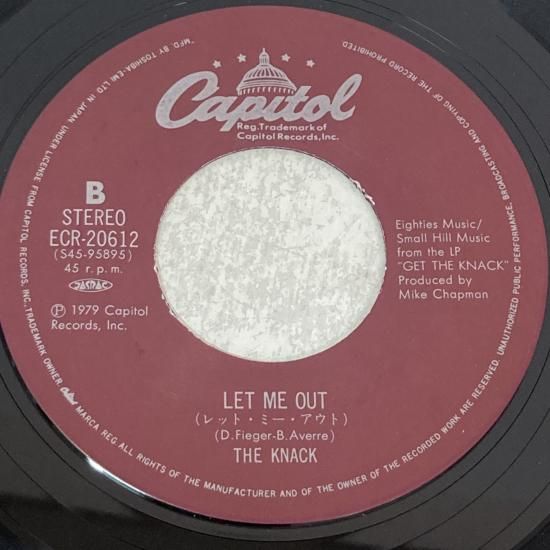 Capitol
Reg.Trademark of
Capitol Records,Inc.
B
STEREO
ECR-20612
(S45-95895)
45 r.p.m.
JASRAC
℗ 1979 Capitol
Records, Inc.
Eighties Music/
Small Hill Music
from the LP
"GET THE KNACK"
Produced by
Mike Chapman
LET ME OUT
(レット・ミー・アウト)
(D.Fieger-B.Averre)
THE KNACK
"MFD. BY TOSHIBA-EMI LTD IN JAPAN UNDER LICENSE FROM CAPITOL RECORDS, INC., TRADEMARK OWNER Capitol MARCA REG. ALL RIGHTS OF THE MANUFACTURER AND OF THE OWNER OF THE RECORDED WORK ARE RESERVED. UNAUTHORIZED PUBLIC PERFORMANCE, BROADCASTING AND COPYING OF THE RECORD PROHIBITED.